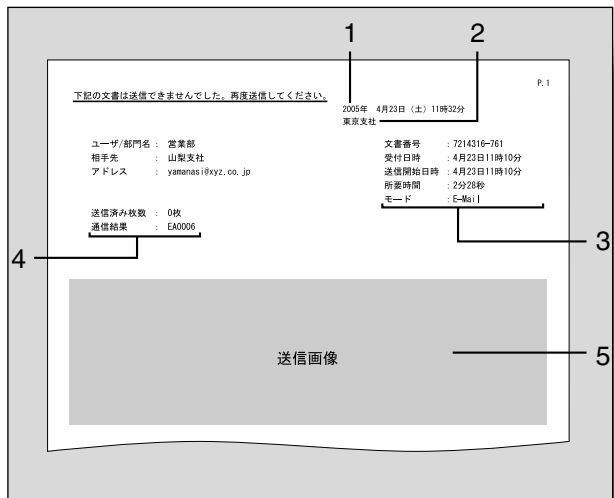 1
2
P.1
下記の文書は送信できませんでした。再度送信してください。
2005年 4月23日（土）11時32分
東京支社
ユーザ/部門名 : 営業部
相手先 : 山梨支社
アドレス : yamanasi@xyz.co.jp
文書番号 : 7214316-761
受付日時 : 4月23日11時10分
送信開始日時 : 4月23日11時10分
所要時間 : 2分28秒
モード : E-Mail
送信済み枚数 : 0枚
通信結果 : EA0006
3
4
送信画像
5